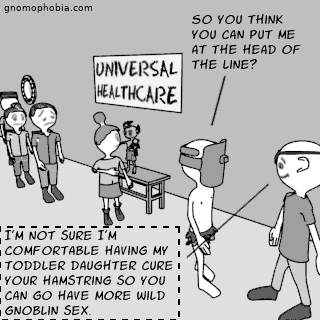 gnomophobia.com
SO YOU THINK
YOU CAN PUT ME
AT THE HEAD OF
THE LINE?
UNIVERSAL
HEALTHCARE
I'M NOT SURE I'M
COMFORTABLE HAVING MY
TODDLER DAUGHTER CURE
YOUR HAMSTRING SO YOU
CAN GO HAVE MORE WILD
GNOBLIN SEX.